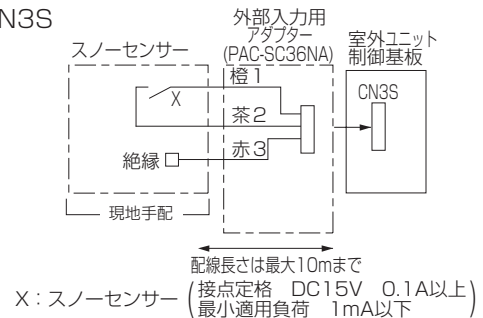 CN3S
外部入力用
アダプター
(PAC-SC36NA)
スノーセンサー
室外ユニット
制御基板
橙1
X
茶2
赤3
絶縁
CN3S
現地手配
配線長さは最大10mまで
X:スノーセンサー(接点定格 DC15V 0.1A以上
最小適用負荷 1mA以下)